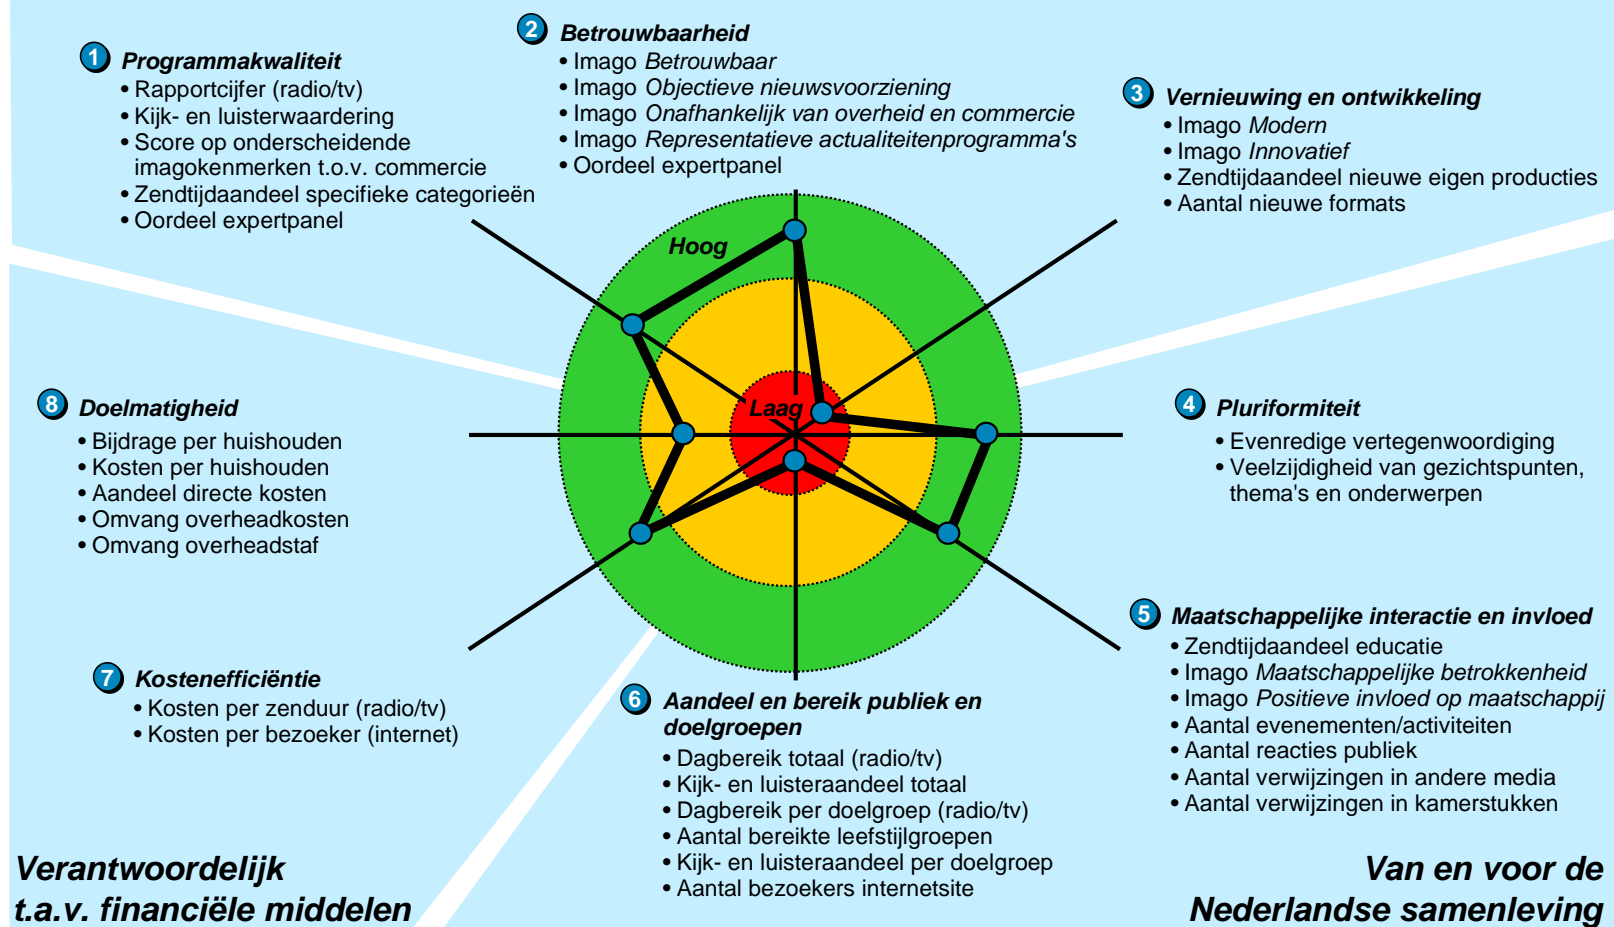 1 Programmakwaliteit
• Rapportcijfer (radio/tv)
• Kijk- en luisterwaardering
• Score op onderscheidende
imagokenmerken t.o.v. commercie
• Zendtijdaandeel specifieke categorieën
• Oordeel expertpanel
2 Betrouwbaarheid
• Imago Betrouwbaar
• Imago Objectieve nieuwsvoorziening
• Imago Onafhankelijk van overheid en commercie
• Imago Representatieve actualiteitenprogramma's
• Oordeel expertpanel
3 Vernieuwing en ontwikkeling
• Imago Modern
• Imago Innovatief
• Zendtijdaandeel nieuwe eigen producties
• Aantal nieuwe formats
Hoog
Laag
8 Doelmatigheid
• Bijdrage per huishouden
• Kosten per huishouden
• Aandeel directe kosten
• Omvang overheadkosten
• Omvang overheadstaf
4 Pluriformiteit
• Evenredige vertegenwoordiging
• Veelzijdigheid van gezichtspunten,
thema's en onderwerpen
7 Kostenefficiëntie
• Kosten per zenduur (radio/tv)
• Kosten per bezoeker (internet)
6 Aandeel en bereik publiek en
doelgroepen
• Dagbereik totaal (radio/tv)
• Kijk- en luisteraandeel totaal
• Dagbereik per doelgroep (radio/tv)
• Aantal bereikte leefstijlgroepen
• Kijk- en luisteraandeel per doelgroep
• Aantal bezoekers internetsite
5 Maatschappelijke interactie en invloed
• Zendtijdaandeel educatie
• Imago Maatschappelijke betrokkenheid
• Imago Positieve invloed op maatschappij
• Aantal evenementen/activiteiten
• Aantal reacties publiek
• Aantal verwijzingen in andere media
• Aantal verwijzingen in kamerstukken
Verantwoordelijk
t.a.v. financiële middelen
Van en voor de
Nederlandse samenleving